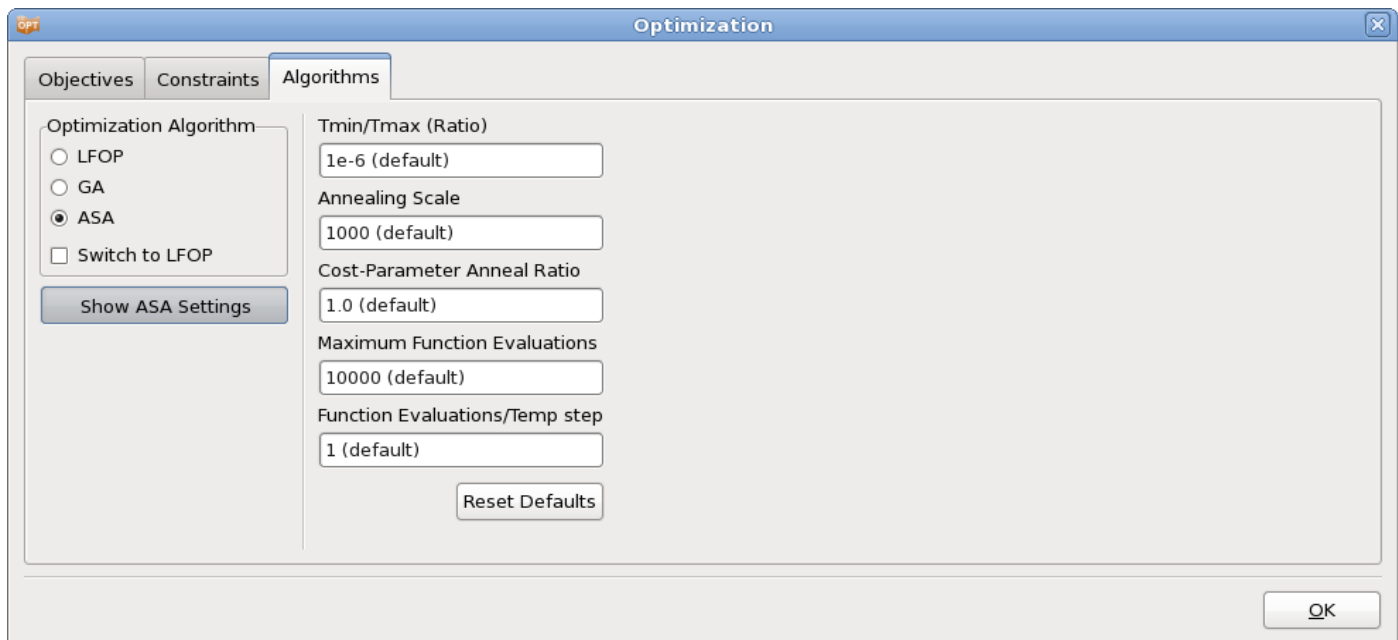 OPT
Optimization
Objectives
Constraints
Algorithms
Optimization Algorithm
LFOP
GA
ASA
Switch to LFOP
Show ASA Settings
Tmin/Tmax (Ratio)
1e-6 (default)
Annealing Scale
1000 (default)
Cost-Parameter Anneal Ratio
1.0 (default)
Maximum Function Evaluations
10000 (default)
Function Evaluations/Temp step
1 (default)
Reset Defaults
OK